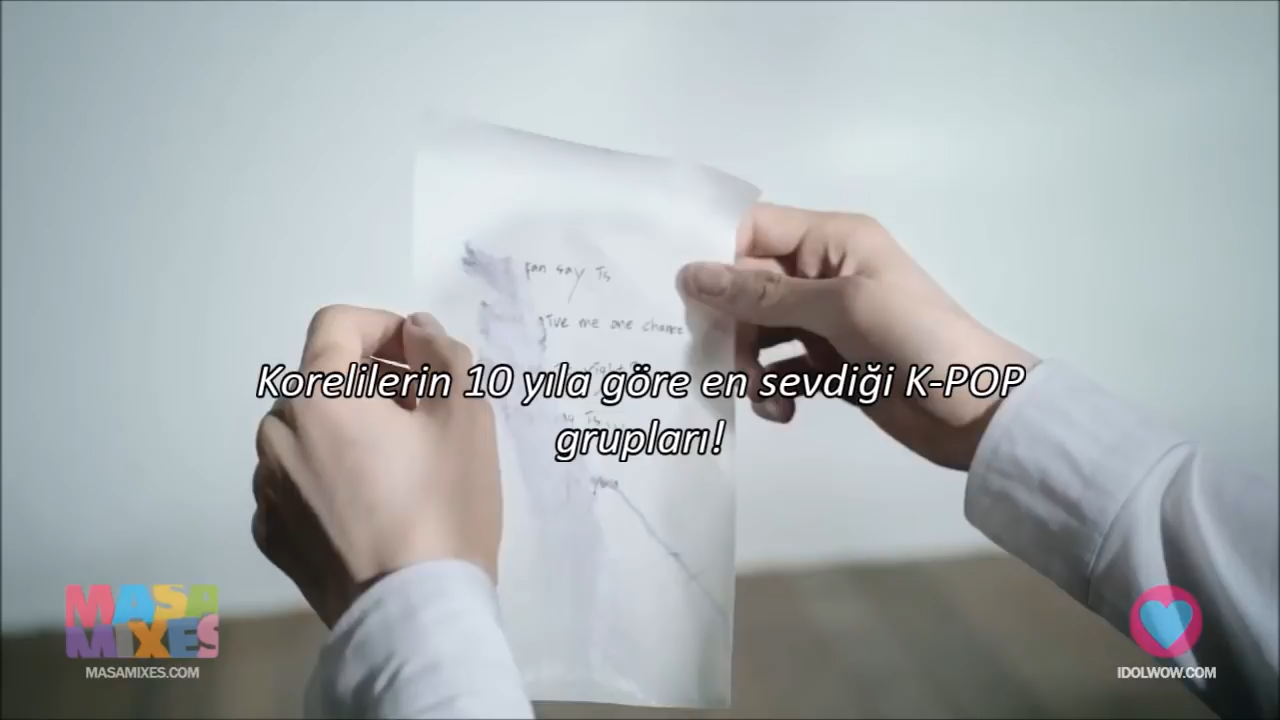 fan say is
give me one chance
Korelilerin 10 yıla göre en sevdiği K-POP
grupları!
MASA
MIXES
MASAMIXES.COM
IDOLWOW.COM